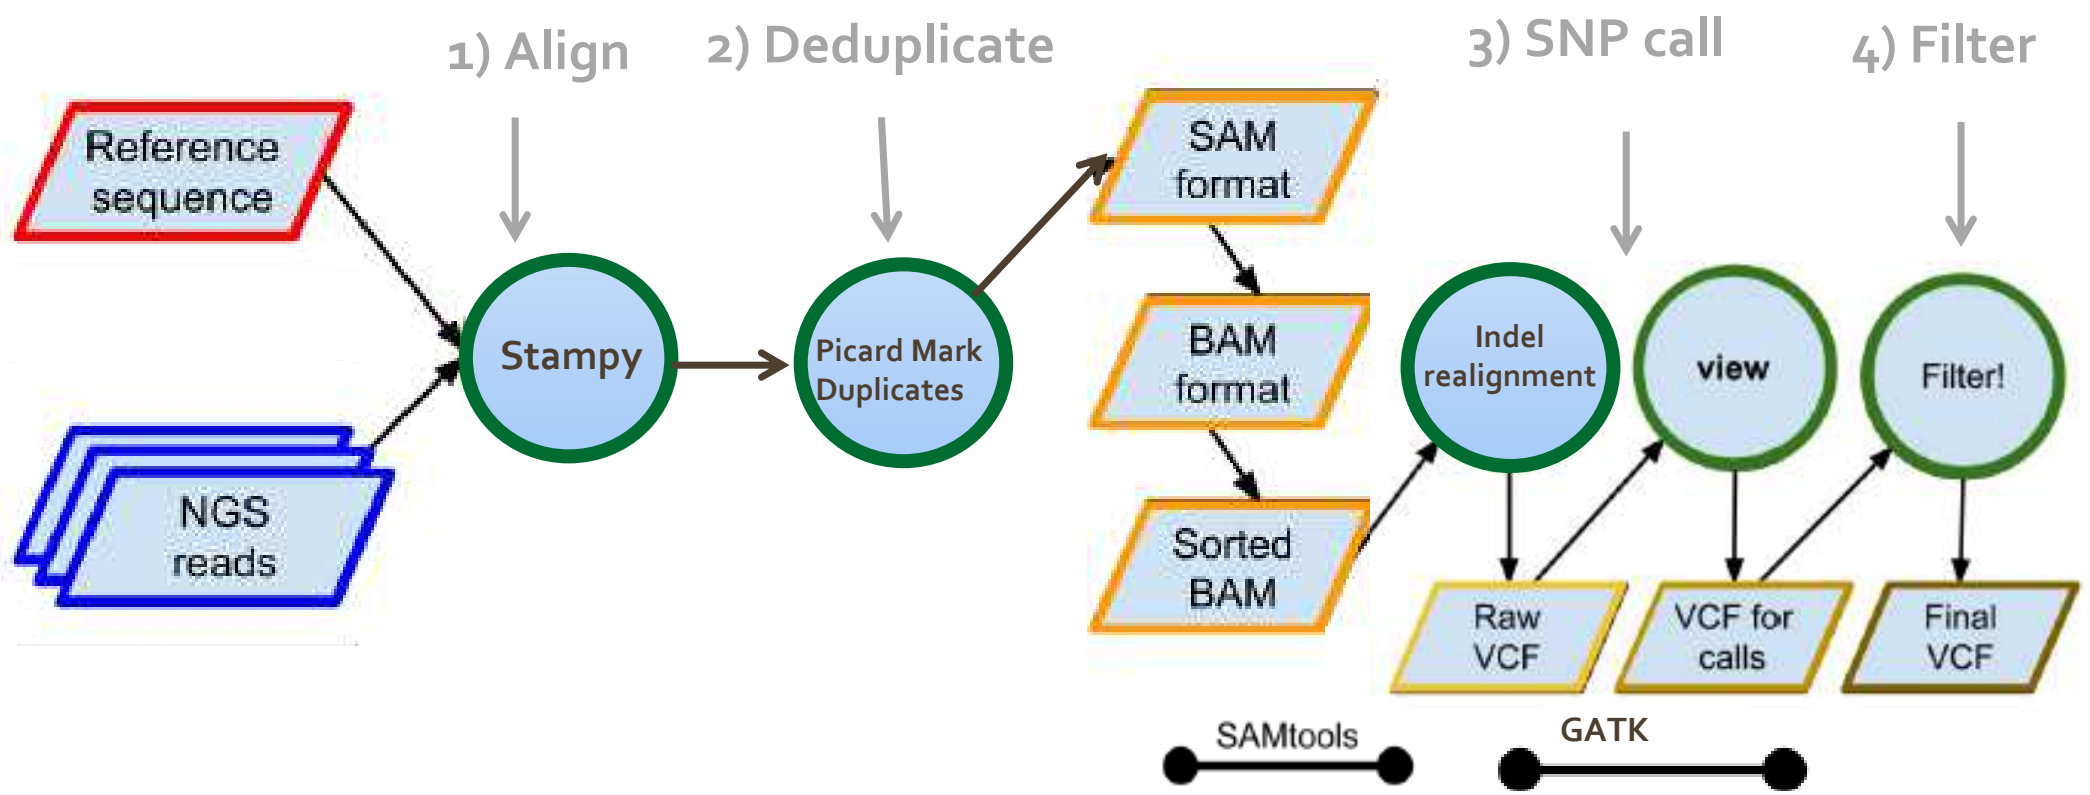 1) Align
2) Deduplicate
3) SNP call
4) Filter
Reference
sequence
NGS
reads
Stampy
Picard Mark
Duplicates
SAM
format
BAM
format
Sorted
BAM
Indel
realignment
view
Filter!
Raw
VCF
VCF for
calls
Final
VCF
SAMtools
GATK